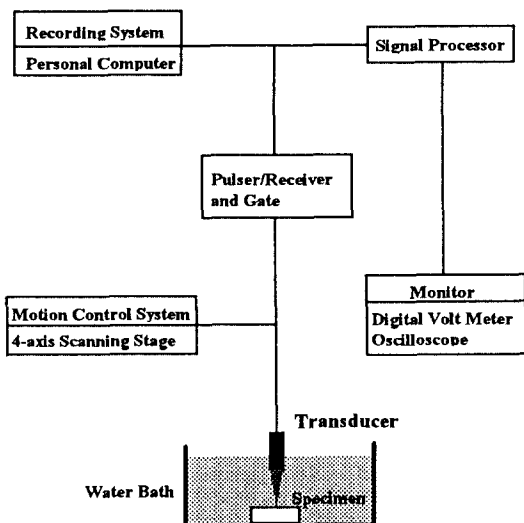 Recording System
Personal Computer
Signal Processor
Pulser/Receiver
and Gate
Motion Control System
4-axis Scanning Stage
Monitor
Digital Volt Meter
Oscilloscope
Transducer
Water Bath
Specimen